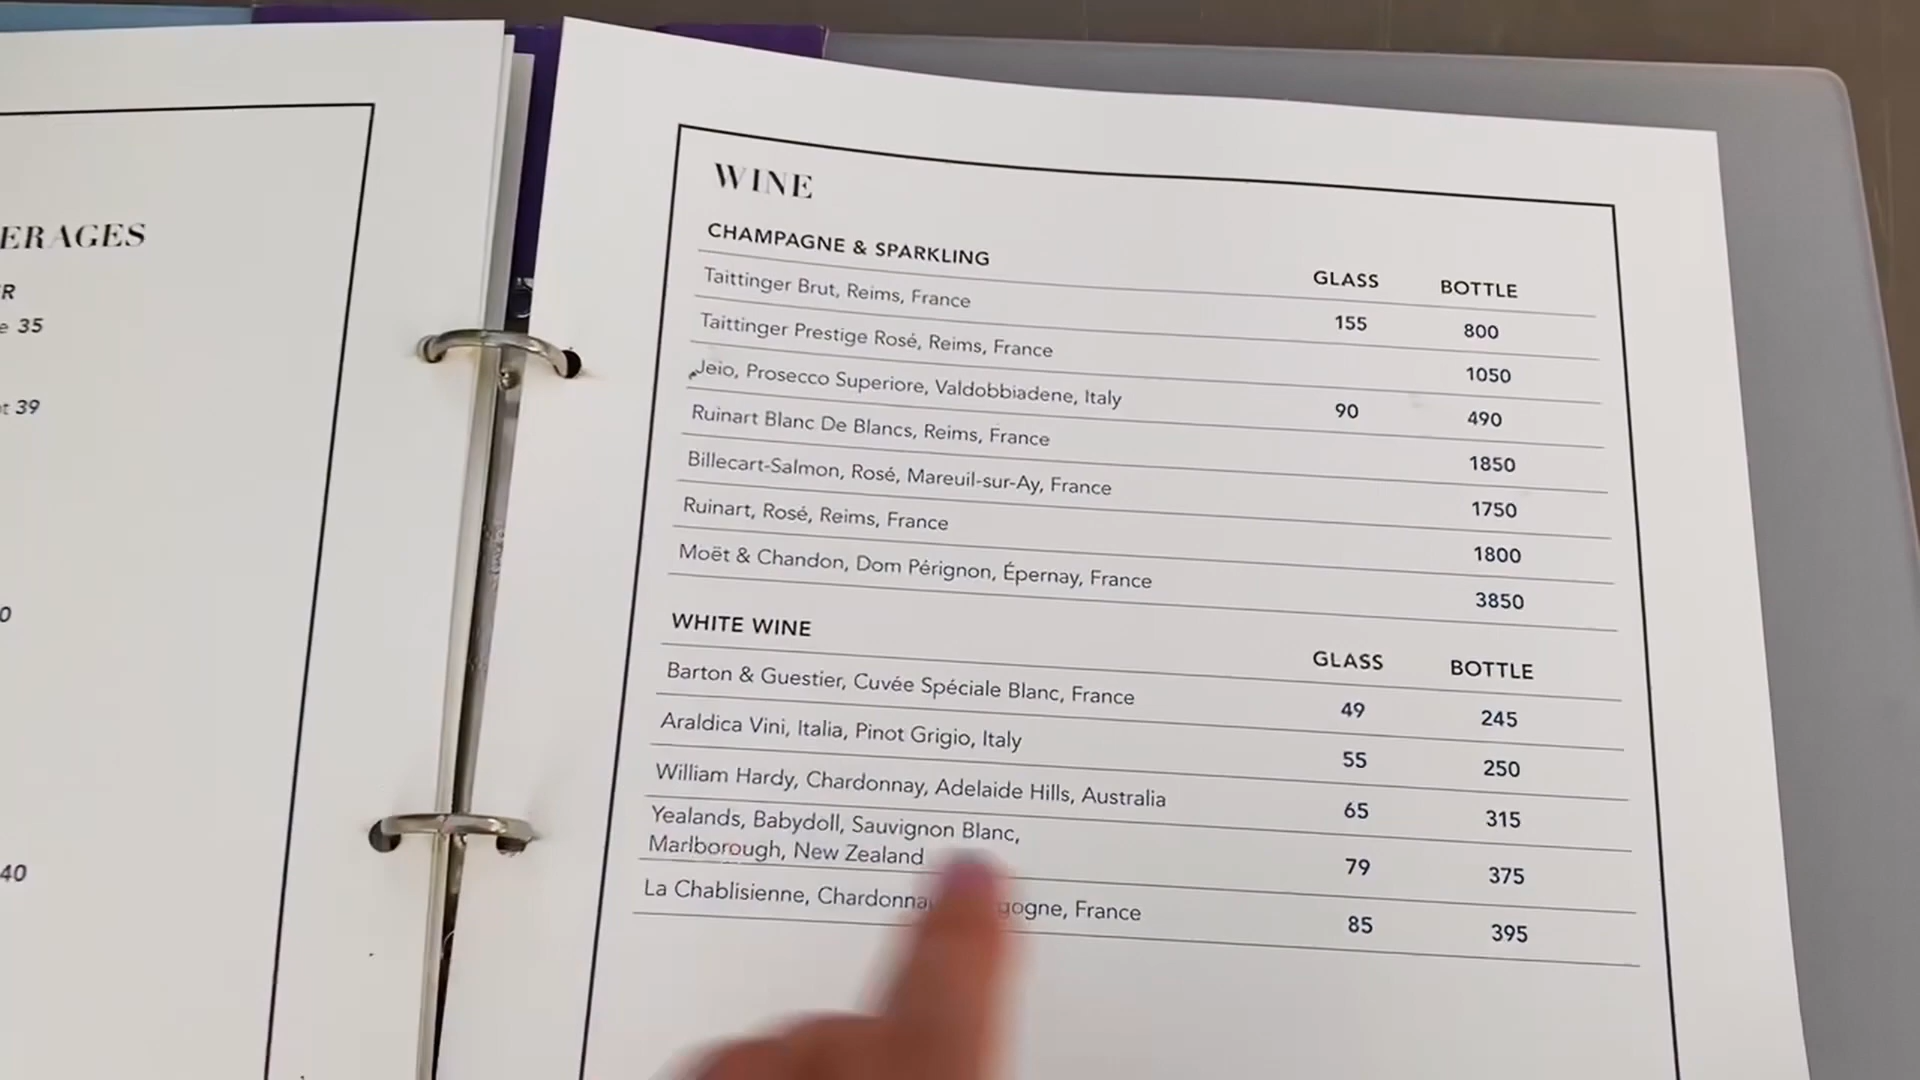 ERAGES
R
e 35
t 39
0
40
WINE
CHAMPAGNE & SPARKLING GLASS BOTTLE
Taittinger Brut, Reims, France 155 800
Taittinger Prestige Rosé, Reims, France 1050
Jeio, Prosecco Superiore, Valdobbiadene, Italy 90 490
Ruinart Blanc De Blancs, Reims, France 1850
Billecart-Salmon, Rosé, Mareuil-sur-Ay, France 1750
Ruinart, Rosé, Reims, France 1800
Moët & Chandon, Dom Pérignon, Épernay, France 3850
WHITE WINE GLASS BOTTLE
Barton & Guestier, Cuvée Spéciale Blanc, France 49 245
Araldica Vini, Italia, Pinot Grigio, Italy 55 250
William Hardy, Chardonnay, Adelaide Hills, Australia 65 315
Yealands, Babydoll, Sauvignon Blanc,
Marlborough, New Zealand 79 375
La Chablisienne, Chardonna gogne, France 85 395